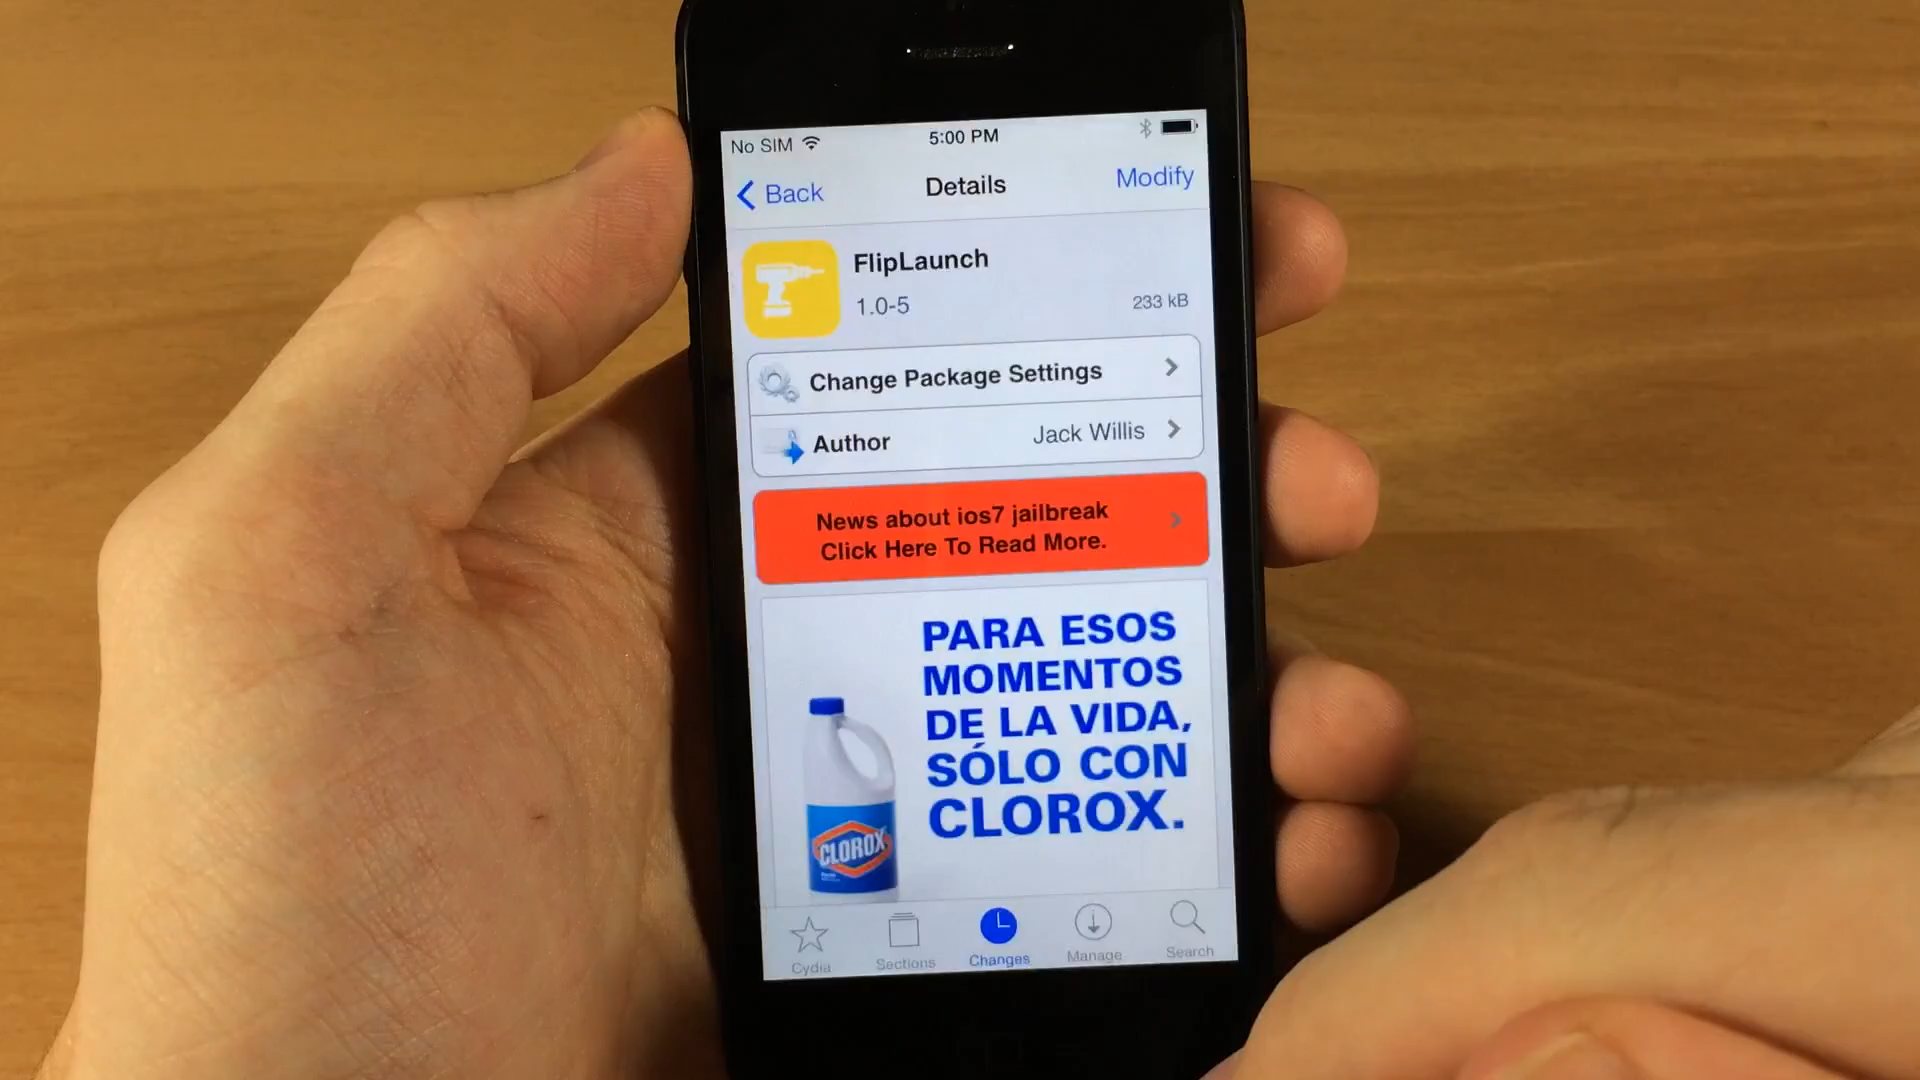 No SIM
5:00 PM
Back
Details
Modify
FlipLaunch
1.0-5
233 kB
Change Package Settings
Author
Jack Willis
News about ios7 jailbreak
Click Here To Read More.
PARA ESOS
MOMENTOS
DE LA VIDA,
SÓLO CON
CLOROX.
CLOROX
Cydia
Sections
Changes
Manage
Search